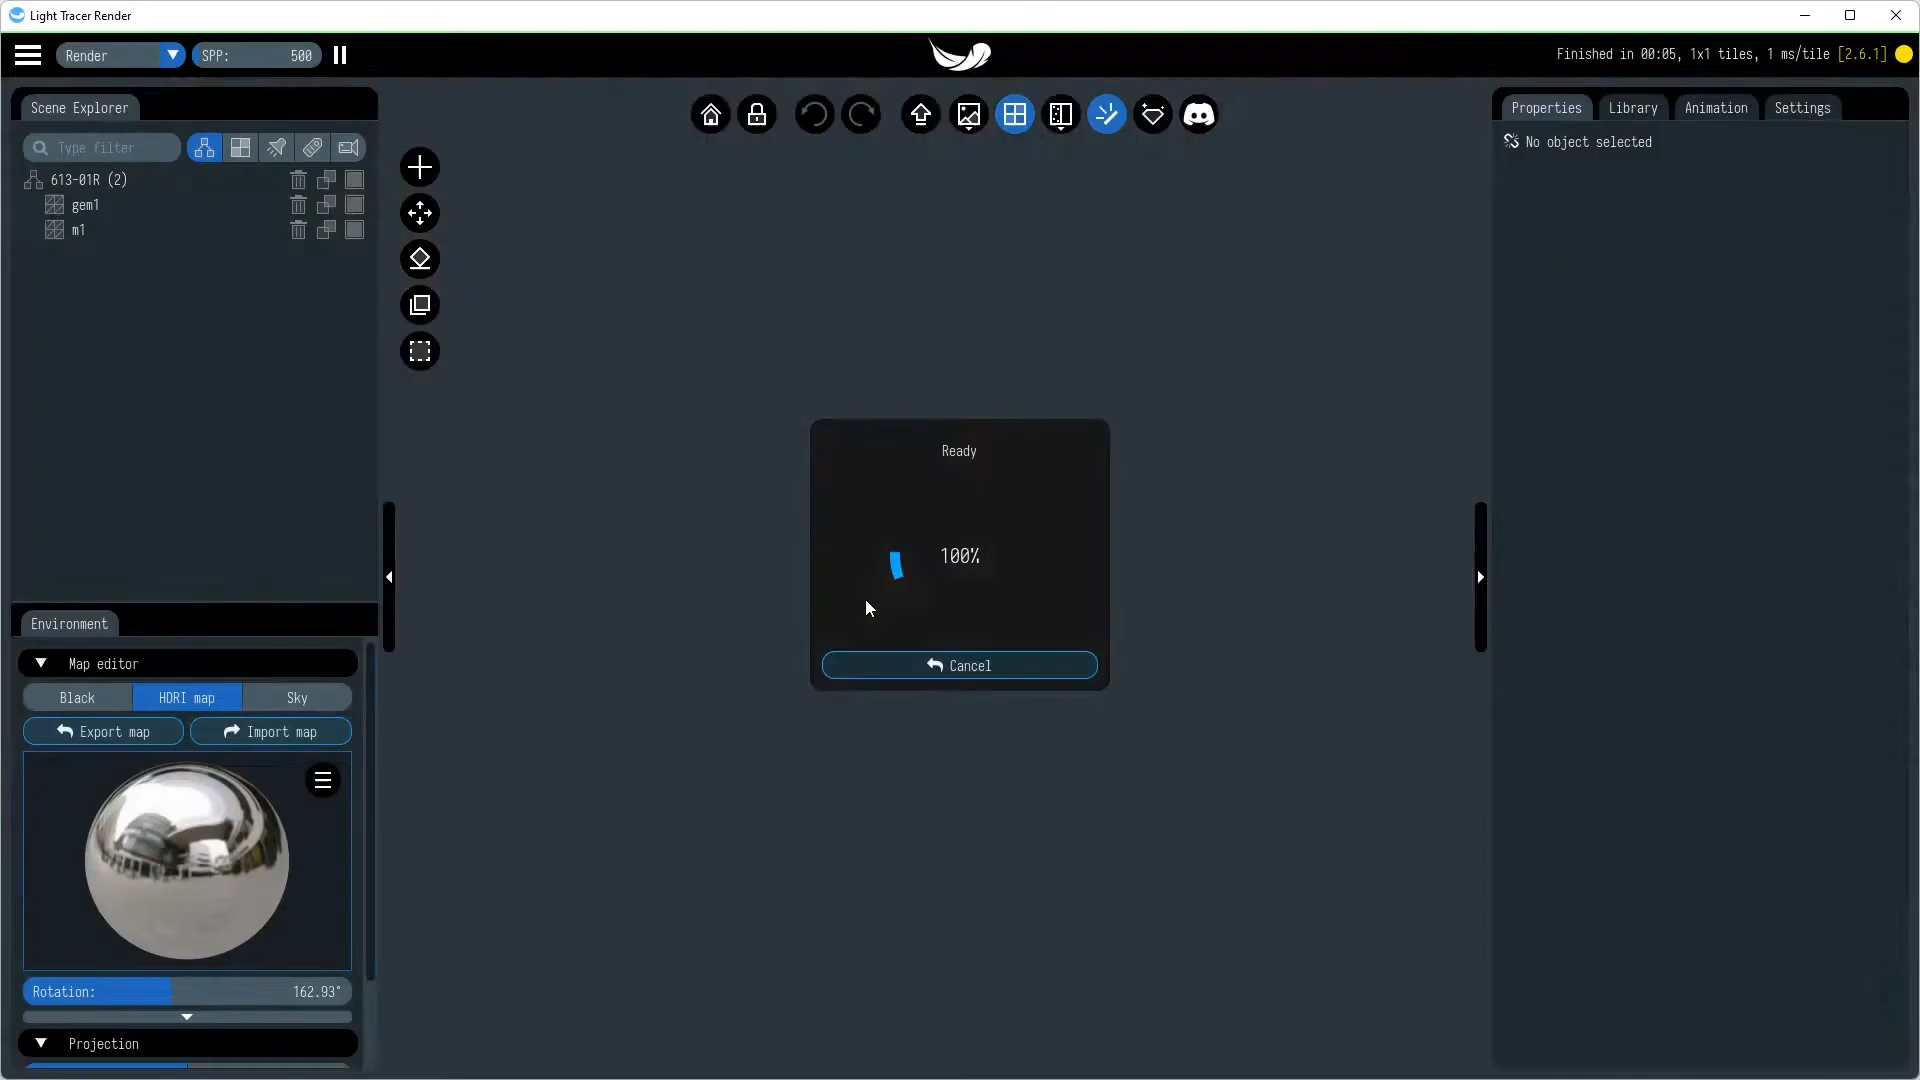 Light Tracer Render
Render
SPP: 500
Finished in 00:05, 1x1 tiles, 1 ms/tile [2.6.1]
Scene Explorer
Type filter
613-01R (2)
gem1
m1
Properties
Library
Animation
Settings
No object selected
Ready
100%
Cancel
Environment
Map editor
Black
HDRI map
Sky
Export map
Import map
Rotation: 162.93°
Projection